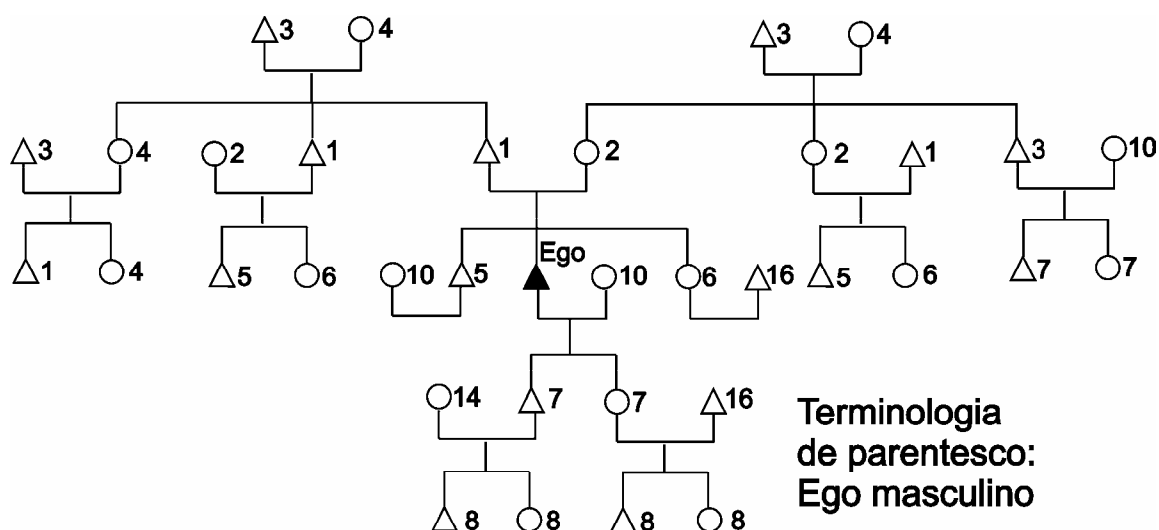 3 4 3 4
3 4 2 1 1 2 2 1 3 10
Ego
1 4 5 6 10 5 10 6 16 5 6 7 7
14 7 7 16
Terminologia
de parentesco:
Ego masculino
8 8 8 8